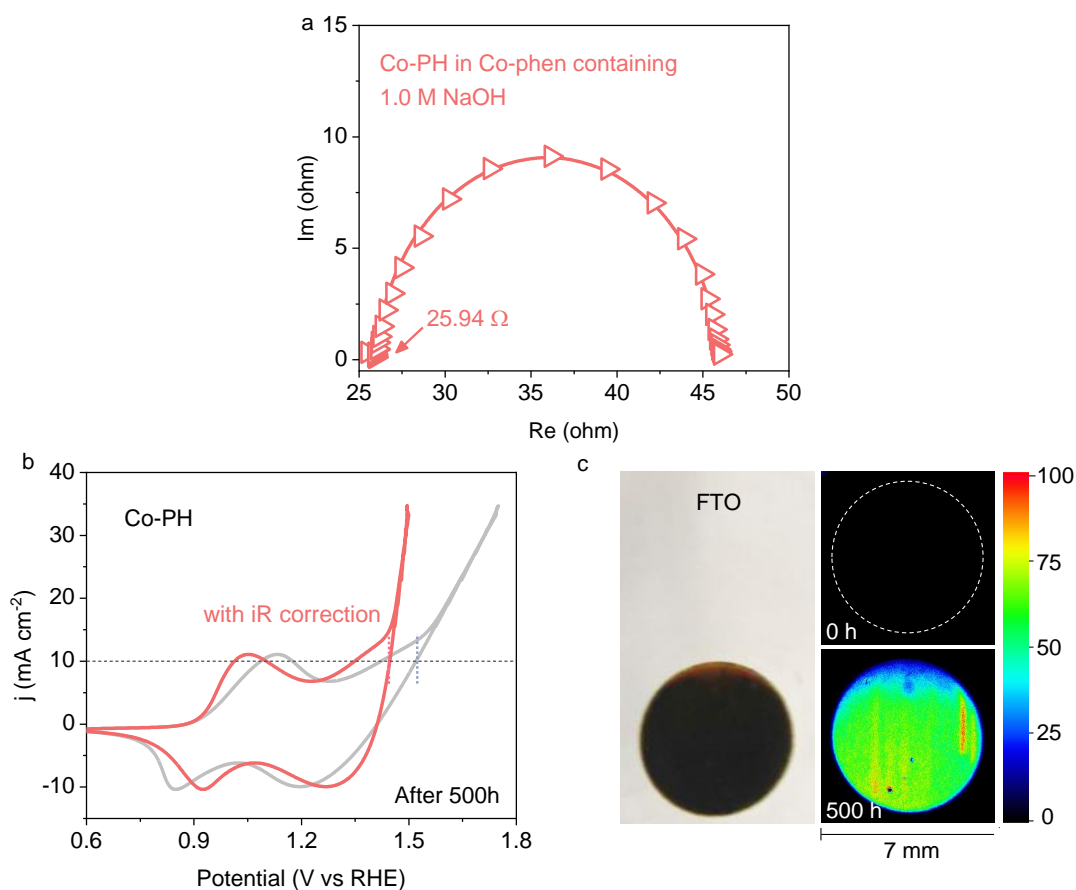 a
15
10
5
0
Im (ohm)
Co-PH in Co-phen containing
1.0 M NaOH
25.94 Ω
25 30 35 40 45 50
Re (ohm)
b
40
30
20
10
0
-10
j (mA cm-2)
Co-PH
with iR correction
After 500h
0.6 0.9 1.2 1.5 1.8
Potential (V vs RHE)
c
FTO
0 h
500 h
7 mm
100
75
50
25
0